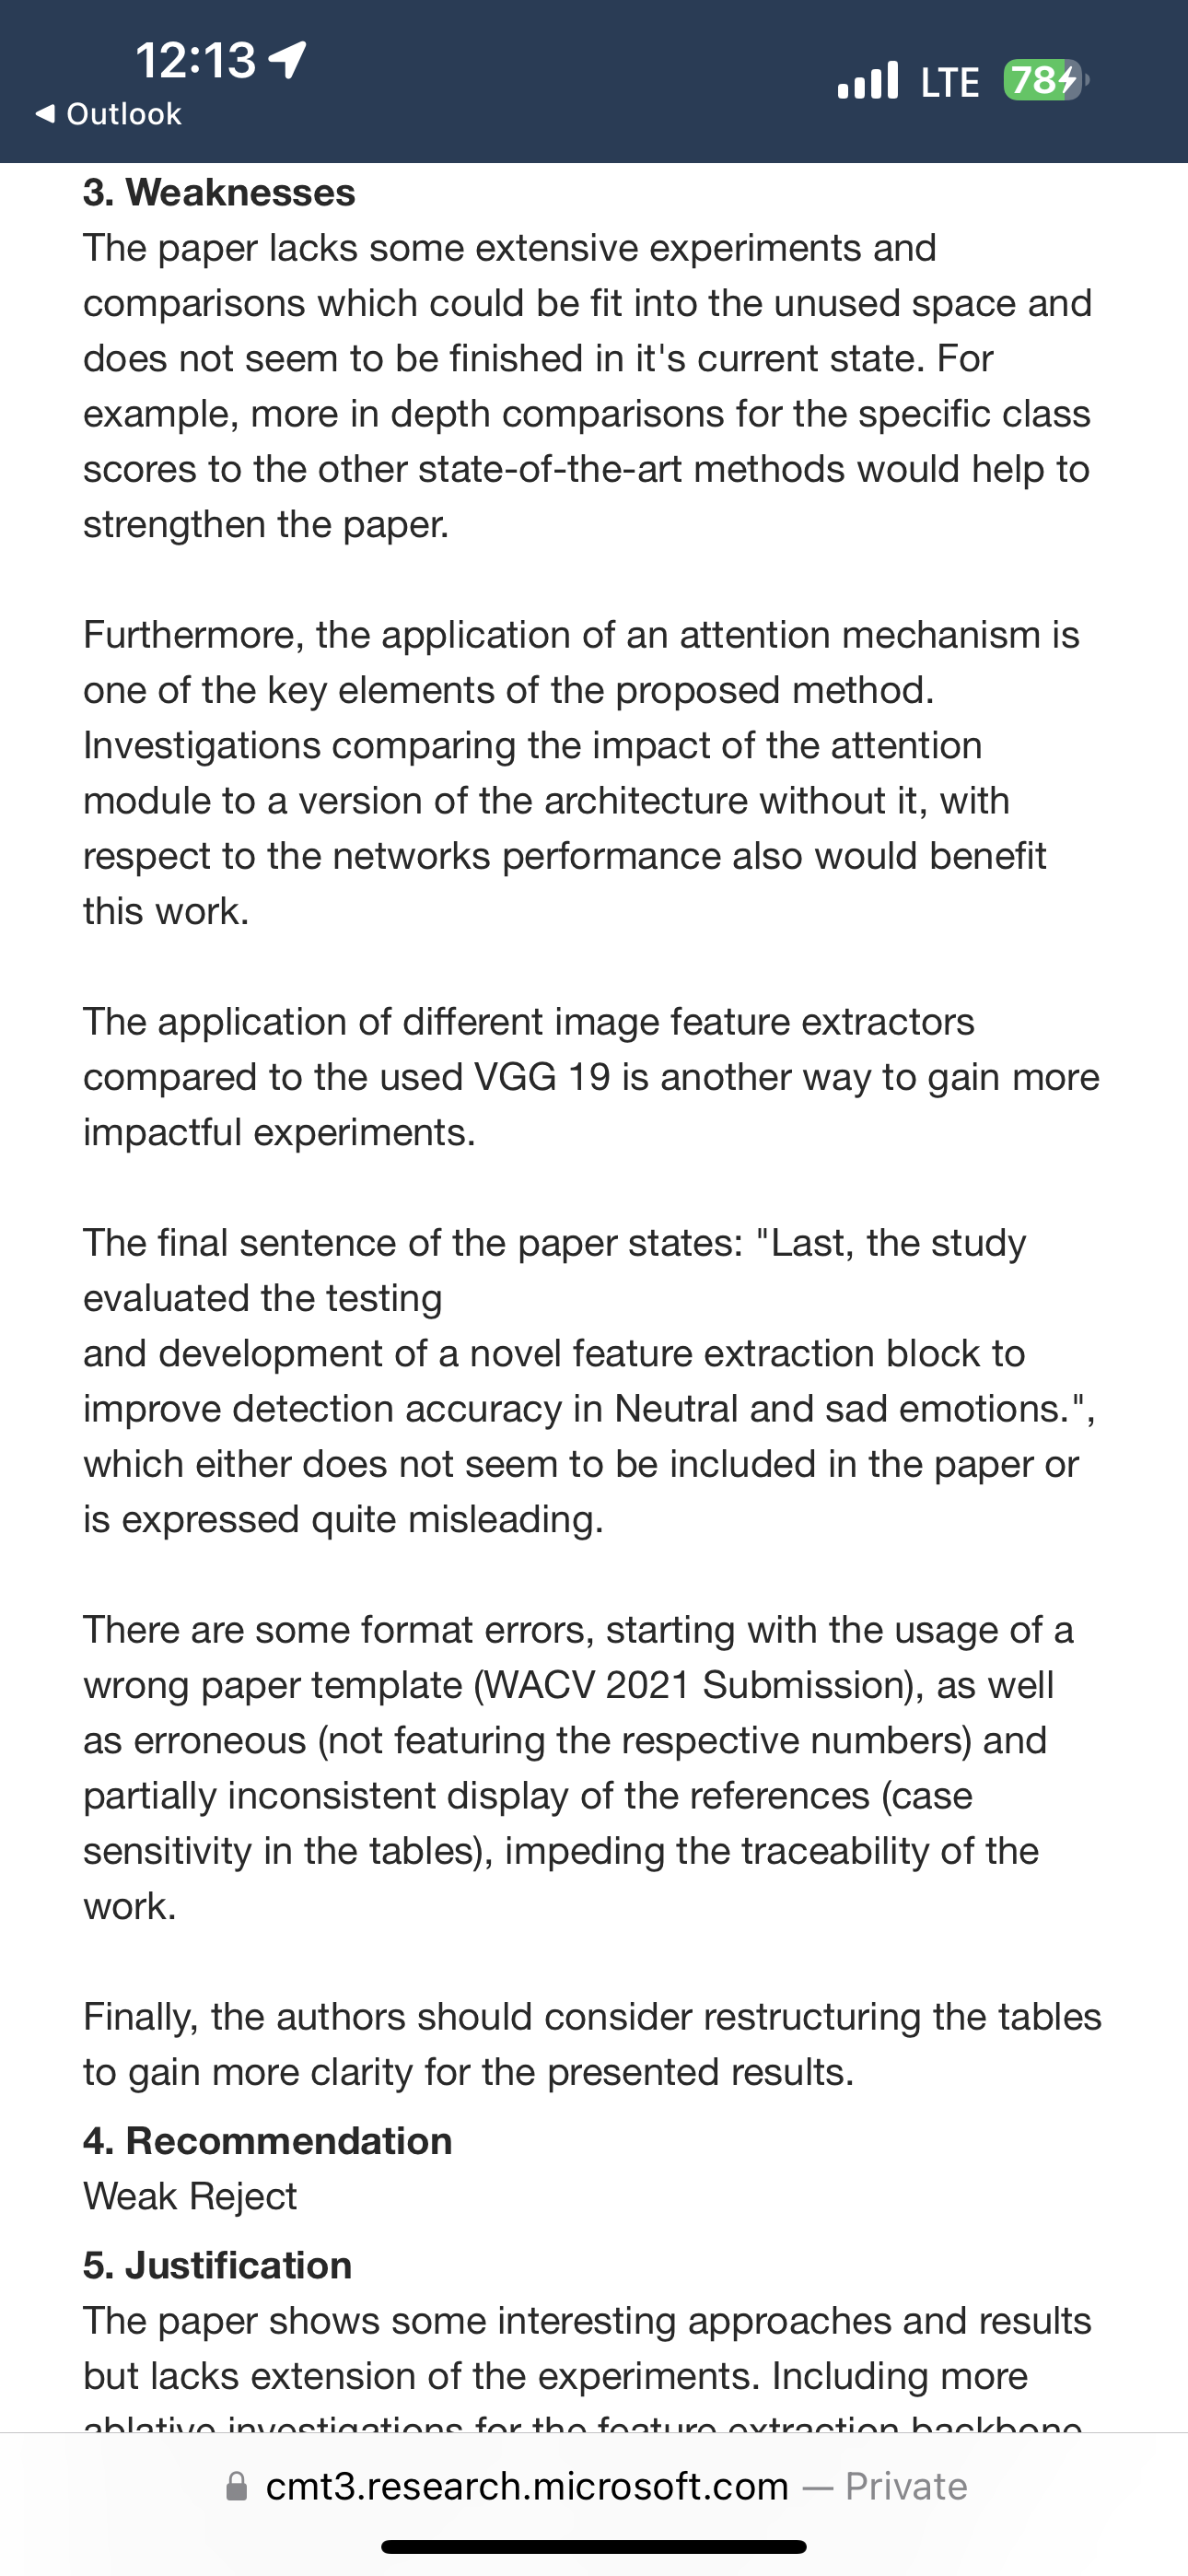 12:13
LTE
78
◀ Outlook
3. Weaknesses
The paper lacks some extensive experiments and
comparisons which could be fit into the unused space and
does not seem to be finished in it's current state. For
example, more in depth comparisons for the specific class
scores to the other state-of-the-art methods would help to
strengthen the paper.
Furthermore, the application of an attention mechanism is
one of the key elements of the proposed method.
Investigations comparing the impact of the attention
module to a version of the architecture without it, with
respect to the networks performance also would benefit
this work.
The application of different image feature extractors
compared to the used VGG 19 is another way to gain more
impactful experiments.
The final sentence of the paper states: "Last, the study
evaluated the testing
and development of a novel feature extraction block to
improve detection accuracy in Neutral and sad emotions.",
which either does not seem to be included in the paper or
is expressed quite misleading.
There are some format errors, starting with the usage of a
wrong paper template (WACV 2021 Submission), as well
as erroneous (not featuring the respective numbers) and
partially inconsistent display of the references (case
sensitivity in the tables), impeding the traceability of the
work.
Finally, the authors should consider restructuring the tables
to gain more clarity for the presented results.
4. Recommendation
Weak Reject
5. Justification
The paper shows some interesting approaches and results
but lacks extension of the experiments. Including more
ablative investigations for the feature extraction backbone
cmt3.research.microsoft.com — Private